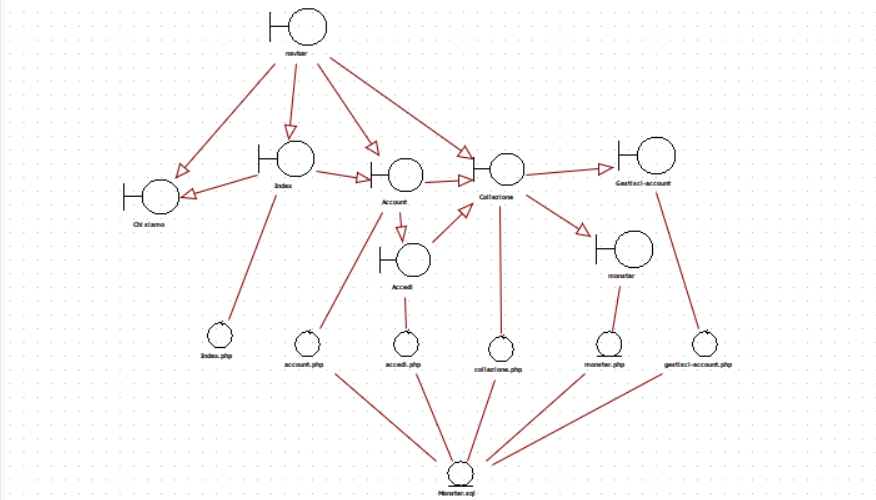 navbar
Index
Account
Collezione
Gestisci-account
Chi siamo
Accedi
monster
Index.php
account.php
accedi.php
collezione.php
monster.php
gestisci-account.php
Monster.sql